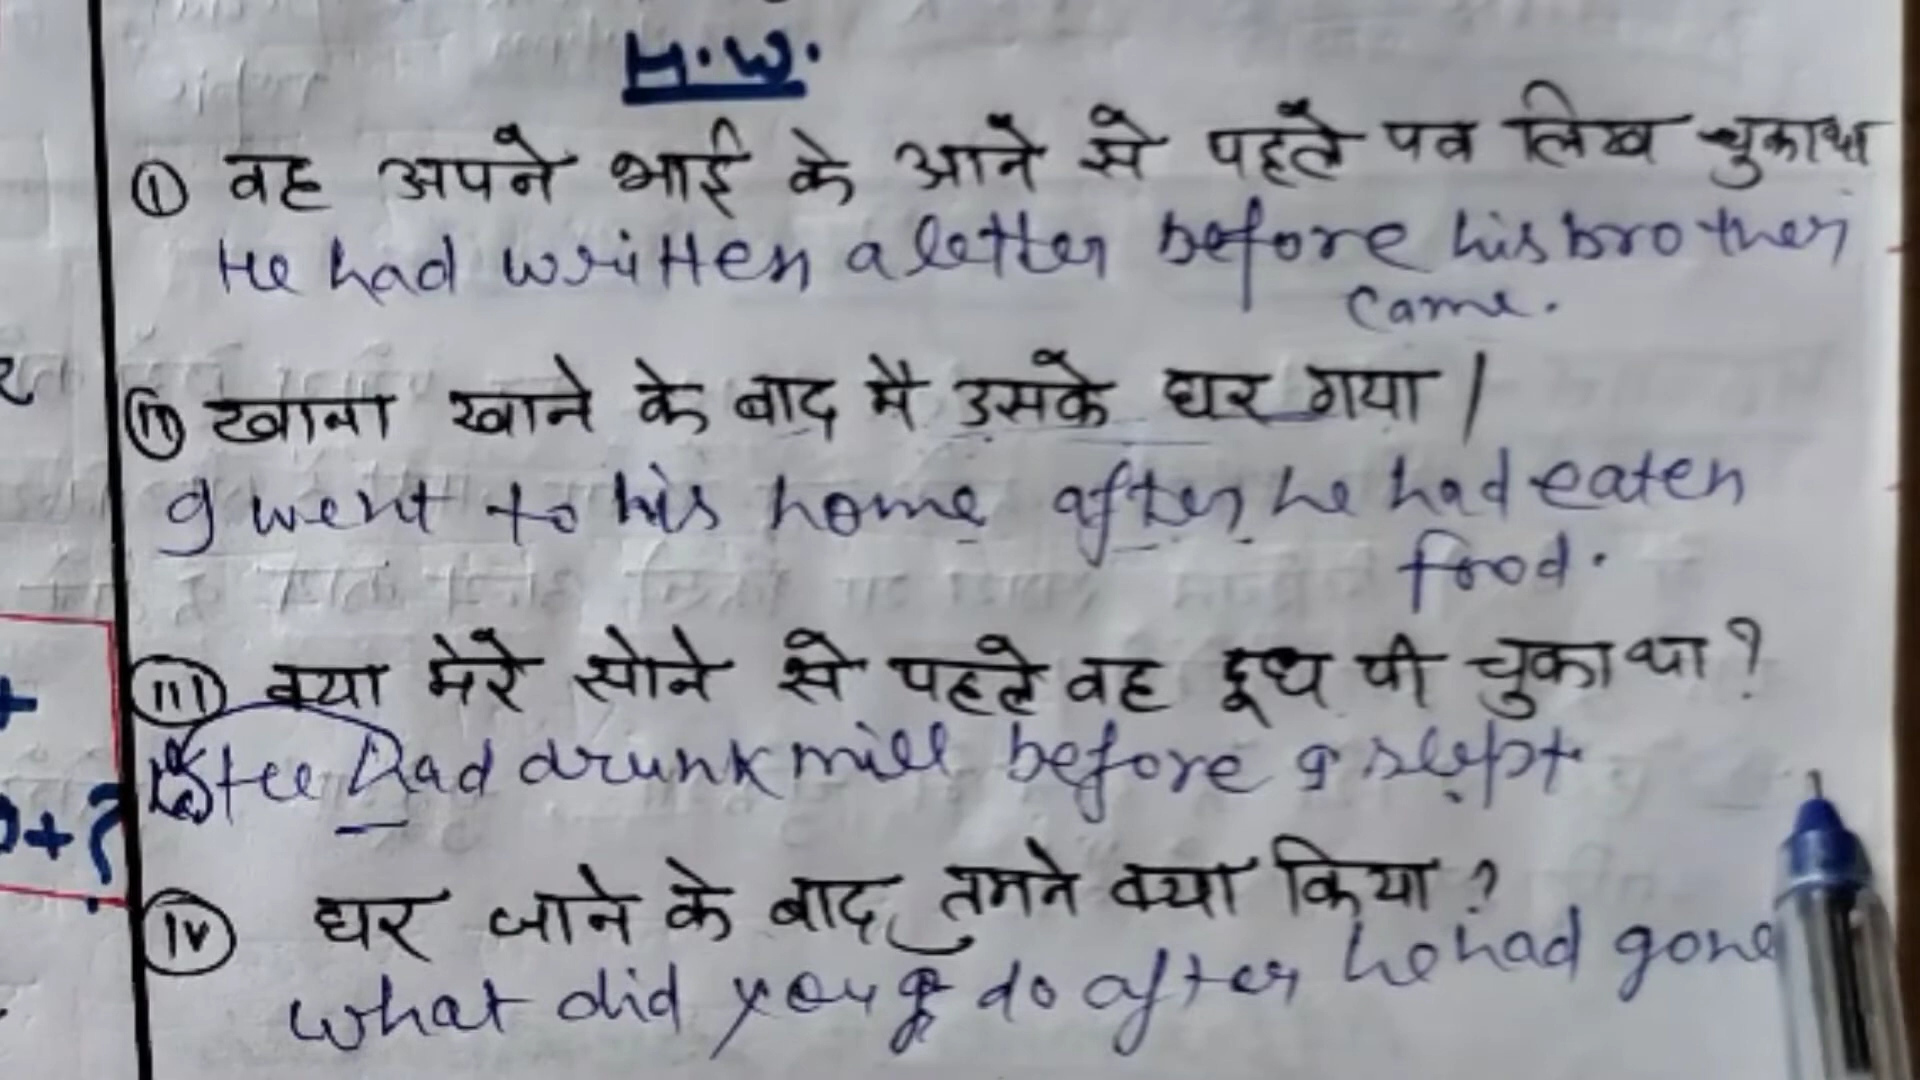 H.W.
① वह अपने भाई के आने से पहले पत्र लिख चुका था
He had written a letter before his brother
came.
ii खाना खाने के बाद मै उसके घर गया |
I went to his home after he had eaten
food.
iii क्या मेरे सोने से पहले वह दूध पी चुका था ?
Had drunk milk before I slept
iv घर जाने के बाद तुमने क्या किया ?
what did you do after he had gone